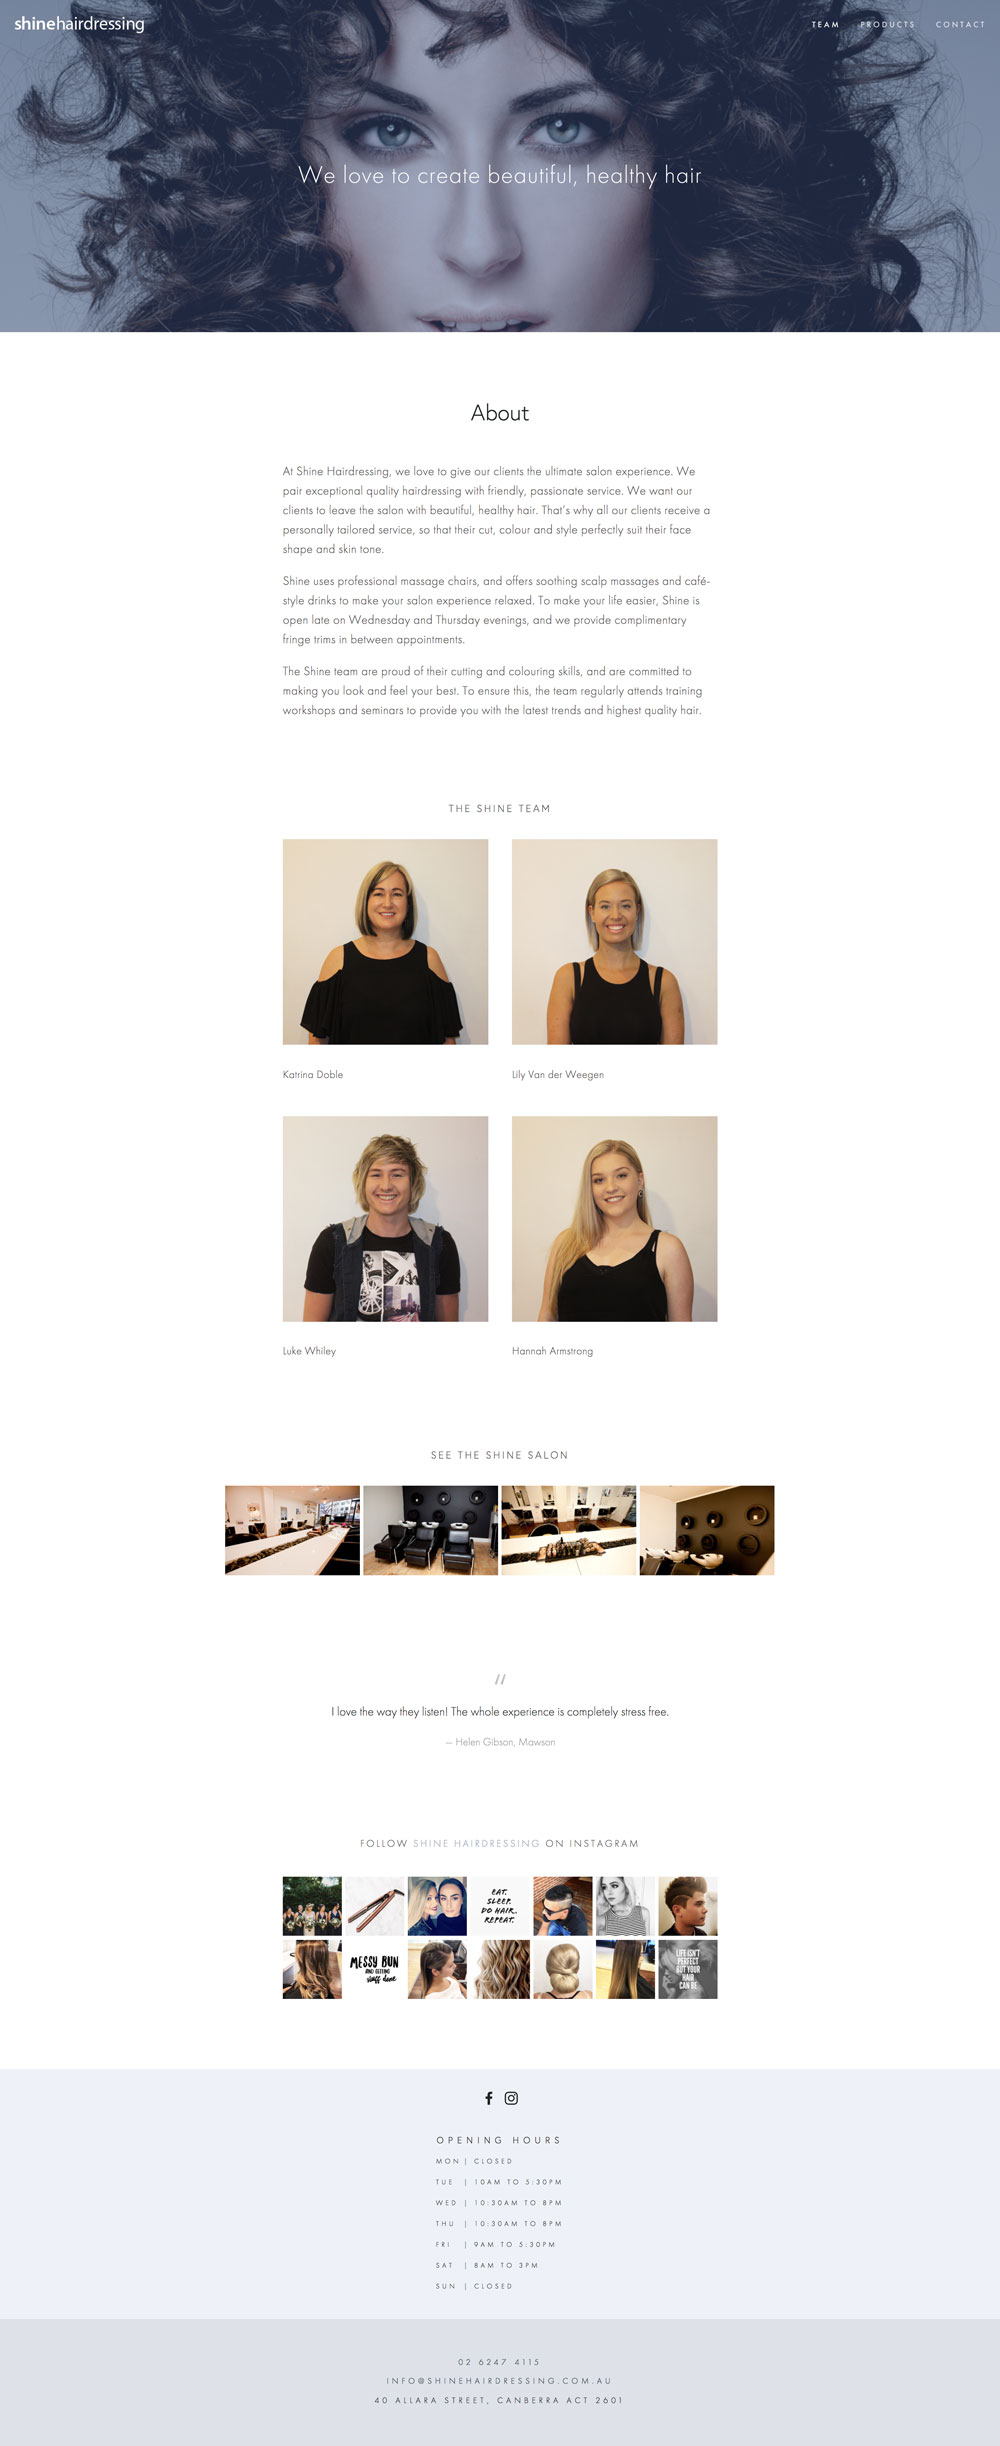 shinehairdressing
TEAM PRODUCTS CONTACT
We love to create beautiful, healthy hair
About
At Shine Hairdressing, we love to give our clients the ultimate salon experience. We
pair exceptional quality hairdressing with friendly, passionate service. We want our
clients to leave the salon with beautiful, healthy hair. That's why all our clients receive a
personally tailored service, so that their cut, colour and style perfectly suit their face
shape and skin tone.
Shine uses professional massage chairs, and offers soothing scalp massages and café-
style drinks to make your salon experience relaxed. To make your life easier, Shine is
open late on Wednesday and Thursday evenings, and we provide complimentary
fringe trims in between appointments.
The Shine team are proud of their cutting and colouring skills, and are committed to
making you look and feel your best. To ensure this, the team regularly attends training
workshops and seminars to provide you with the latest trends and highest quality hair.
THE SHINE TEAM
Katrina Doble
Lily Van der Weegen
Luke Whiley
Hannah Armstrong
SEE THE SHINE SALON
"
I love the way they listen! The whole experience is completely stress free.
— Helen Gibson, Mawson
FOLLOW SHINE HAIRDRESSING ON INSTAGRAM
EAT.
SLEEP.
DO HAIR..
REPEAT.
MESSY BUN
AND GETTING
stuff done
LIFE ISN'T
PERFECT
BUT YOUR
HAIR
CAN BE
OPENING HOURS
MON | CLOSED
TUE | 10AM TO 5:30PM
WED | 10:30AM TO 8PM
THU | 10:30AM TO 8PM
FRI | 9AM TO 5:30PM
SAT | 8AM TO 3PM
SUN | CLOSED
02 6247 4115
INFO@SHINEHAIRDRESSING.COM.AU
40 ALLARA STREET, CANBERRA ACT 2601